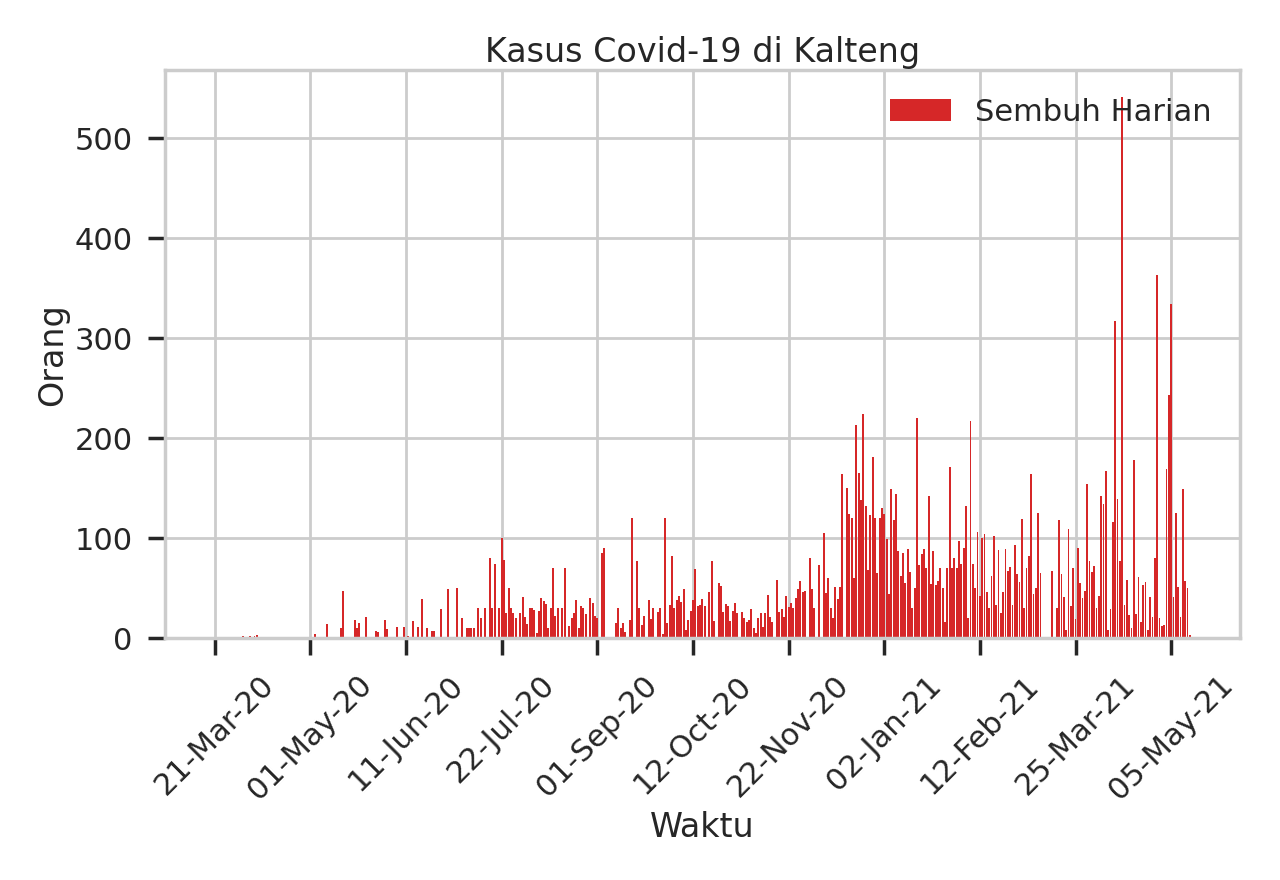 Kasus Covid-19 di Kalteng
Sembuh Harian
Orang
500
400
300
200
100
0
21-Mar-20
01-May-20
11-Jun-20
22-Jul-20
01-Sep-20
12-Oct-20
22-Nov-20
02-Jan-21
12-Feb-21
25-Mar-21
05-May-21
Waktu